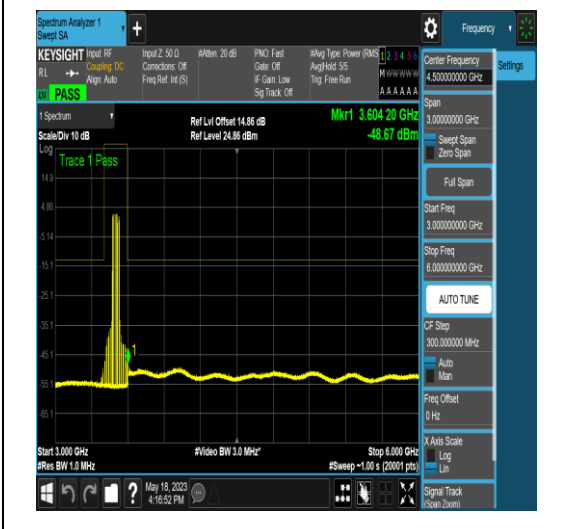 Spectrum Analyzer 1
Swept SA
+
Frequency
KEYSIGHT
RL
PASS
Input: RF
Coupling: DC
Align: Auto
Input Z: 50 Ω
Corrections: Off
Freq Ref: Int (S)
#Atten: 20 dB
PNO: Fast
Gate: Off
IF Gain: Low
Sig Track: Off
#Avg Type: Power (RMS
Avg|Hold: 5/5
Trig: Free Run
1 2 3 4 5 6
M W W W W W
A A A A A A
1 Spectrum
Scale/Div 10 dB
Log
Ref Lvl Offset 14.86 dB
Ref Level 24.86 dBm
Mkr1 3.604 20 GHz
-48.67 dBm
Trace 1 Pass
14.9
4.86
-5.14
-15.1
-25.1
-35.1
-45.1
-55.1
-65.1
1
Start 3.000 GHz
#Res BW 1.0 MHz
#Video BW 3.0 MHz*
Stop 6.000 GHz
#Sweep ~1.00 s (20001 pts)
?
May 18, 2023
4:16:52 PM
Center Frequency
4.500000000 GHz
Settings
Span
3.00000000 GHz
Swept Span
Zero Span
Full Span
Start Freq
3.000000000 GHz
Stop Freq
6.000000000 GHz
AUTO TUNE
CF Step
300.000000 MHz
Auto
Man
Freq Offset
0 Hz
X Axis Scale
Log
Lin
Signal Track
(Span Zoom)